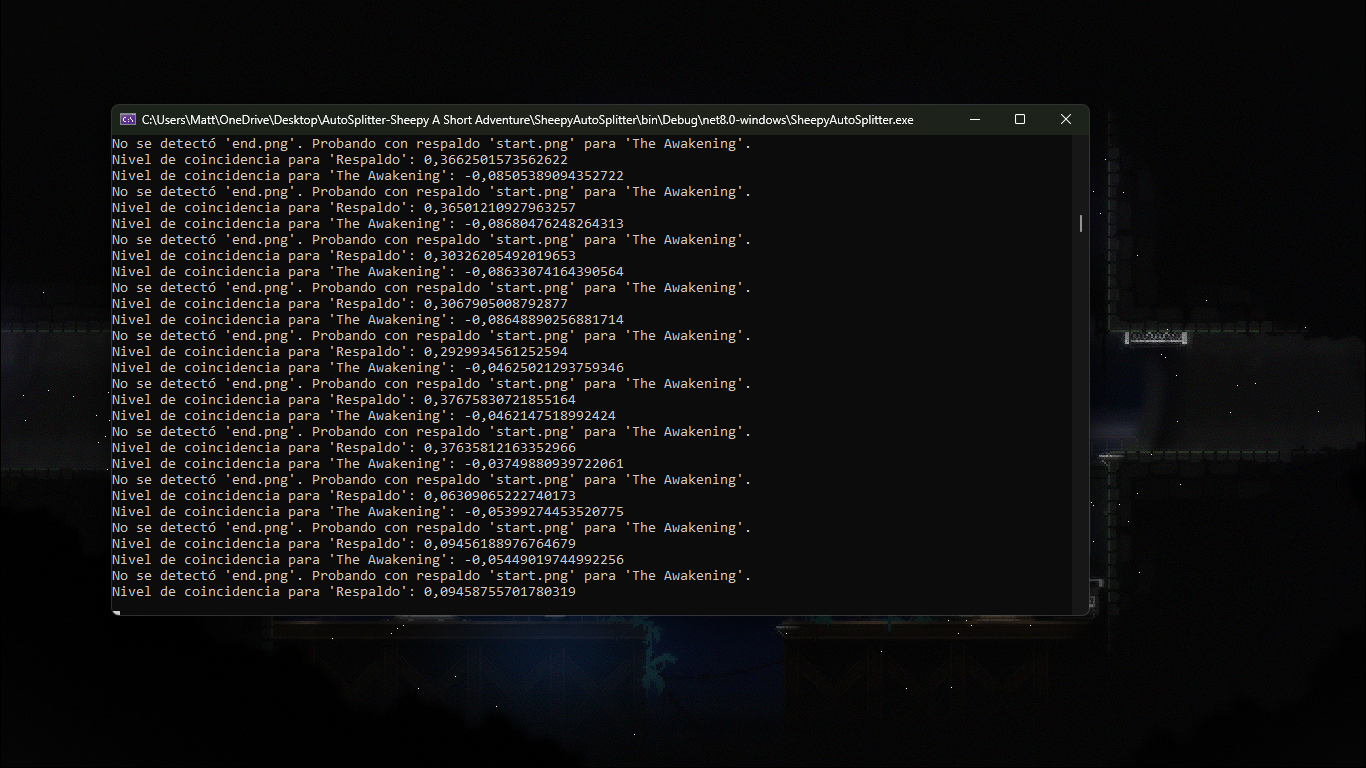 C:\Users\Matt\OneDrive\Desktop\AutoSplitter-Sheepy A Short Adventure\SheepyAutoSplitter\bin\Debug\net8.0-windows\SheepyAutoSplitter.exe
No se detectó 'end.png'. Probando con respaldo 'start.png' para 'The Awakening'.
Nivel de coincidencia para 'Respaldo': 0,3662501573562622
Nivel de coincidencia para 'The Awakening': -0,08505389094352722
No se detectó 'end.png'. Probando con respaldo 'start.png' para 'The Awakening'.
Nivel de coincidencia para 'Respaldo': 0,36501210927963257
Nivel de coincidencia para 'The Awakening': -0,08680476248264313
No se detectó 'end.png'. Probando con respaldo 'start.png' para 'The Awakening'.
Nivel de coincidencia para 'Respaldo': 0,30326205492019653
Nivel de coincidencia para 'The Awakening': -0,08633074164390564
No se detectó 'end.png'. Probando con respaldo 'start.png' para 'The Awakening'.
Nivel de coincidencia para 'Respaldo': 0,3067905008792877
Nivel de coincidencia para 'The Awakening': -0,08648890256881714
No se detectó 'end.png'. Probando con respaldo 'start.png' para 'The Awakening'.
Nivel de coincidencia para 'Respaldo': 0,2929934561252594
Nivel de coincidencia para 'The Awakening': -0,04625021293759346
No se detectó 'end.png'. Probando con respaldo 'start.png' para 'The Awakening'.
Nivel de coincidencia para 'Respaldo': 0,37675830721855164
Nivel de coincidencia para 'The Awakening': -0,0462147518992424
No se detectó 'end.png'. Probando con respaldo 'start.png' para 'The Awakening'.
Nivel de coincidencia para 'Respaldo': 0,37635812163352966
Nivel de coincidencia para 'The Awakening': -0,03749880939722061
No se detectó 'end.png'. Probando con respaldo 'start.png' para 'The Awakening'.
Nivel de coincidencia para 'Respaldo': 0,06309065222740173
Nivel de coincidencia para 'The Awakening': -0,05399274453520775
No se detectó 'end.png'. Probando con respaldo 'start.png' para 'The Awakening'.
Nivel de coincidencia para 'Respaldo': 0,09456188976764679
Nivel de coincidencia para 'The Awakening': -0,05449019744992256
No se detectó 'end.png'. Probando con respaldo 'start.png' para 'The Awakening'.
Nivel de coincidencia para 'Respaldo': 0,09458755701780319